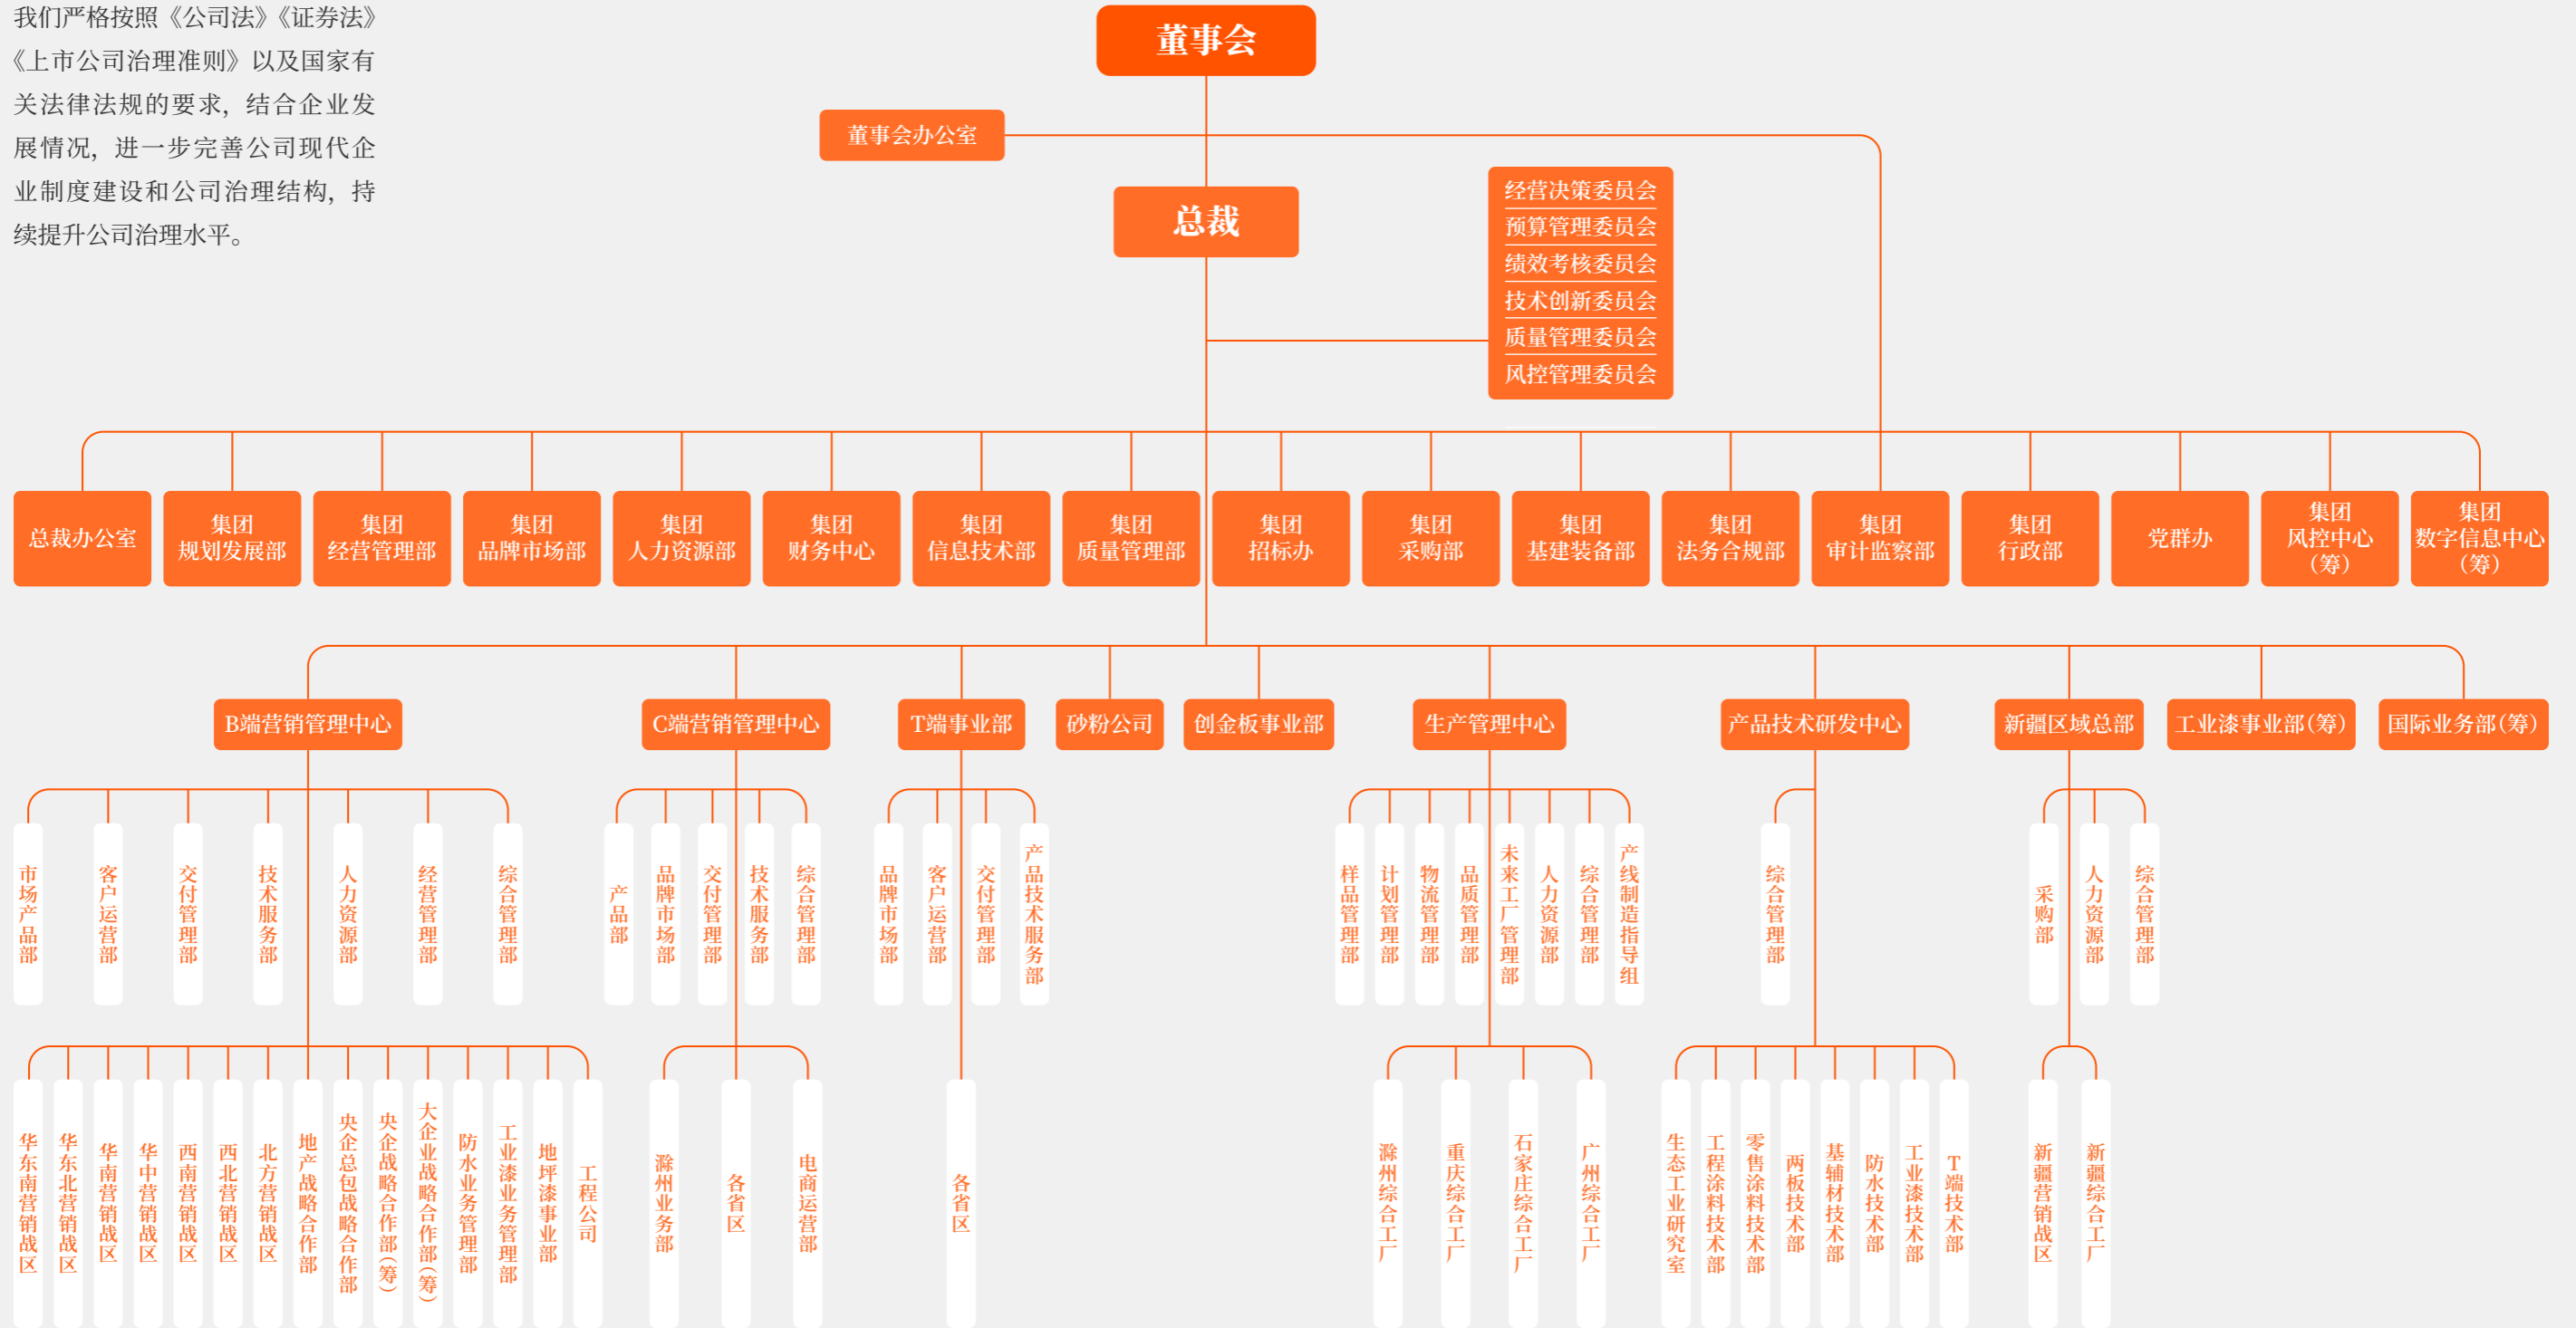 我们严格按照《公司法》《证券法》
《上市公司治理准则》以及国家有
关法律法规的要求，结合企业发
展情况，进一步完善公司现代企
业制度建设和公司治理结构，持
续提升公司治理水平。
董事会
董事会办公室
总裁
经营决策委员会
预算管理委员会
绩效考核委员会
技术创新委员会
质量管理委员会
风控管理委员会
总裁办公室
集团
规划发展部
集团
经营管理部
集团
品牌市场部
集团
人力资源部
集团
财务中心
集团
信息技术部
集团
质量管理部
集团
招标办
集团
采购部
集团
基建装备部
集团
法务合规部
集团
审计监察部
集团
行政部
党群办
集团
风控中心
（筹）
集团
数字信息中心
（筹）
B端营销管理中心
C端营销管理中心
T端事业部
砂粉公司
创金板事业部
生产管理中心
产品技术研发中心
新疆区域总部
工业漆事业部（筹）
国际业务部（筹）
市场产品部
客户运营部
交付管理部
技术服务部
人力资源部
经营管理部
综合管理部
产品部
品牌市场部
交付管理部
技术服务部
综合管理部
品牌市场部
客户运营部
交付管理部
产品技术服务部
样品管理部
计划管理部
物流管理部
品质管理部
未来工厂管理部
人力资源部
综合管理部
产线制造指导组
综合管理部
采购部
人力资源部
综合管理部
华东南营销战区
华东北营销战区
华南营销战区
华中营销战区
西南营销战区
西北营销战区
北方营销战区
地产战略合作部
央企总包战略合作部
央企战略合作部（筹）
大企业战略合作部（筹）
防水业务管理部
工业漆业务管理部
地坪漆事业部
工程公司
滁州业务部
各省区
电商运营部
各省区
滁州综合工厂
重庆综合工厂
石家庄综合工厂
广州综合工厂
生态工业研究室
工程涂料技术部
零售涂料技术部
两板技术部
基辅材技术部
防水技术部
工业漆技术部
T端技术部
新疆营销战区
新疆综合工厂